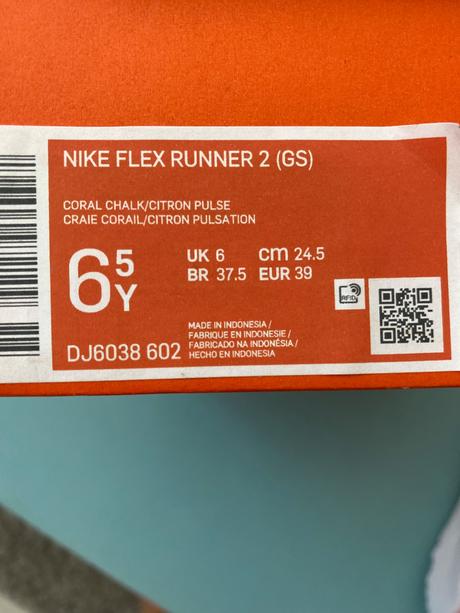 NIKE FLEX RUNNER 2 (GS)
CORAL CHALK/CITRON PULSE
CRAIE CORAIL/CITRON PULSATION
6 5 Y
UK 6 cm 24.5
BR 37.5 EUR 39
RFID
DJ6038 602
MADE IN INDONESIA /
FABRIQUE EN INDONESIE /
FABRICADO NA INDONÉSIA /
HECHO EN INDONESIA